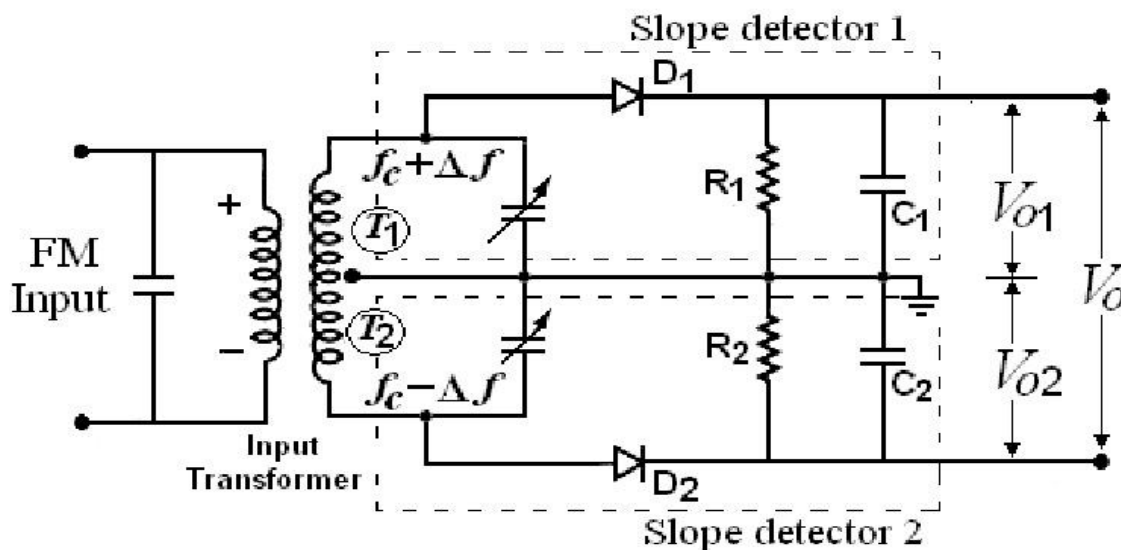 Slope detector 1
D1
fc+Δf
R1
C1
Vo1
+
T1
FM
Input
Vo
T2
R2
C2
Vo2
−
fc−Δf
Input
Transformer
D2
Slope detector 2